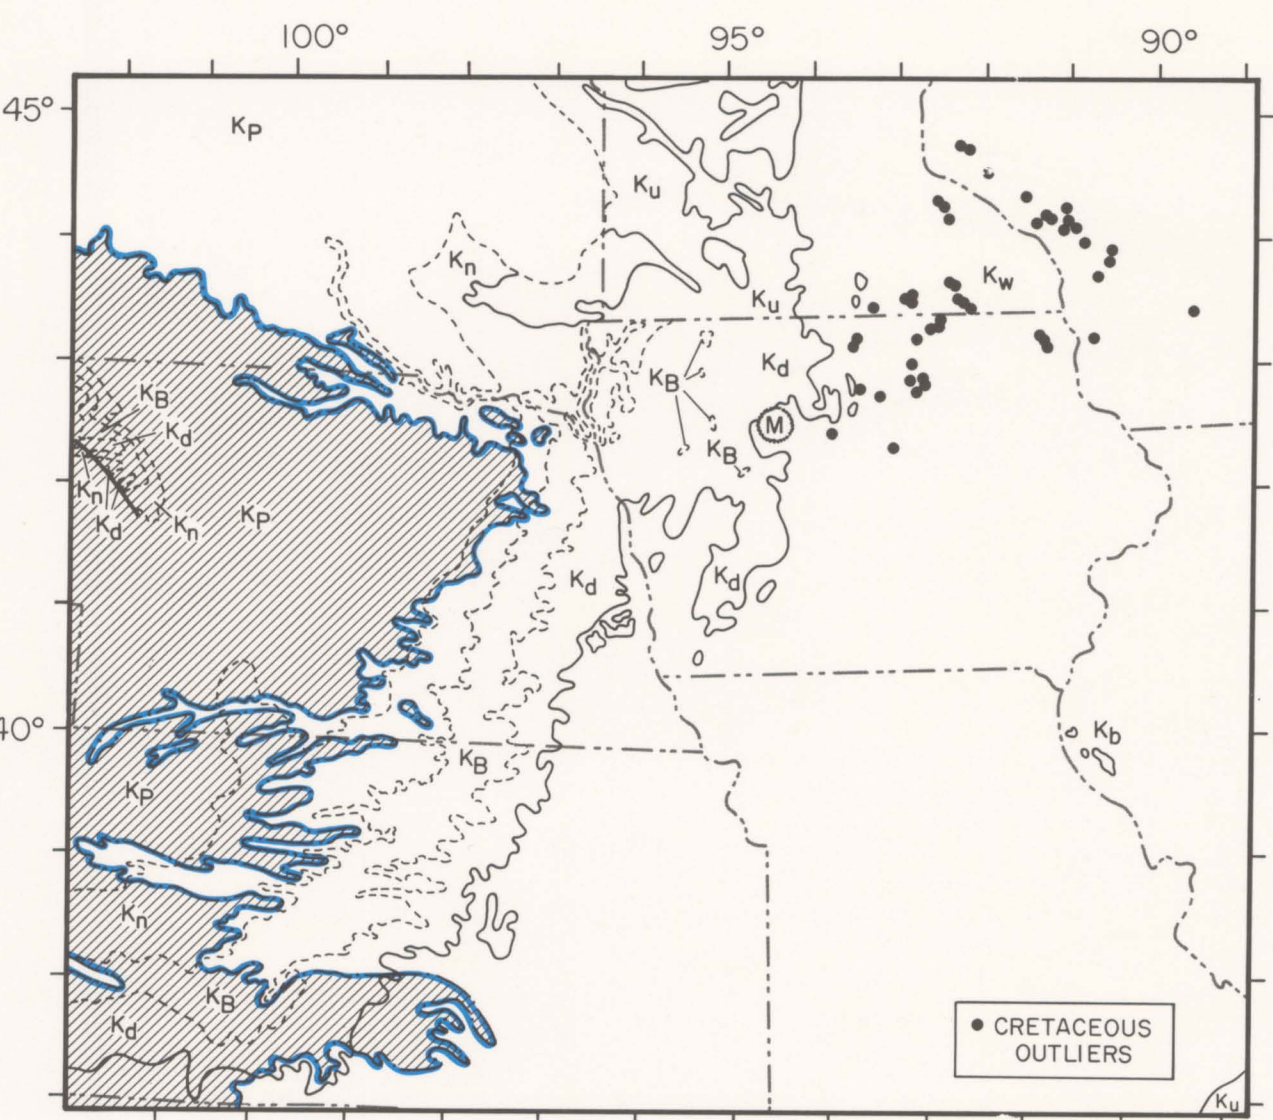 100° 95° 90°
45°
KP
Ku
Kn
Kw
Ku
KB
Kd
KB
Kd
KB
M
Kn
Kd
Kn
KP
Kd
Kd
40°
Kb
KB
KP
Kn
KB
Kd
CRETACEOUS
OUTLIERS
Ku